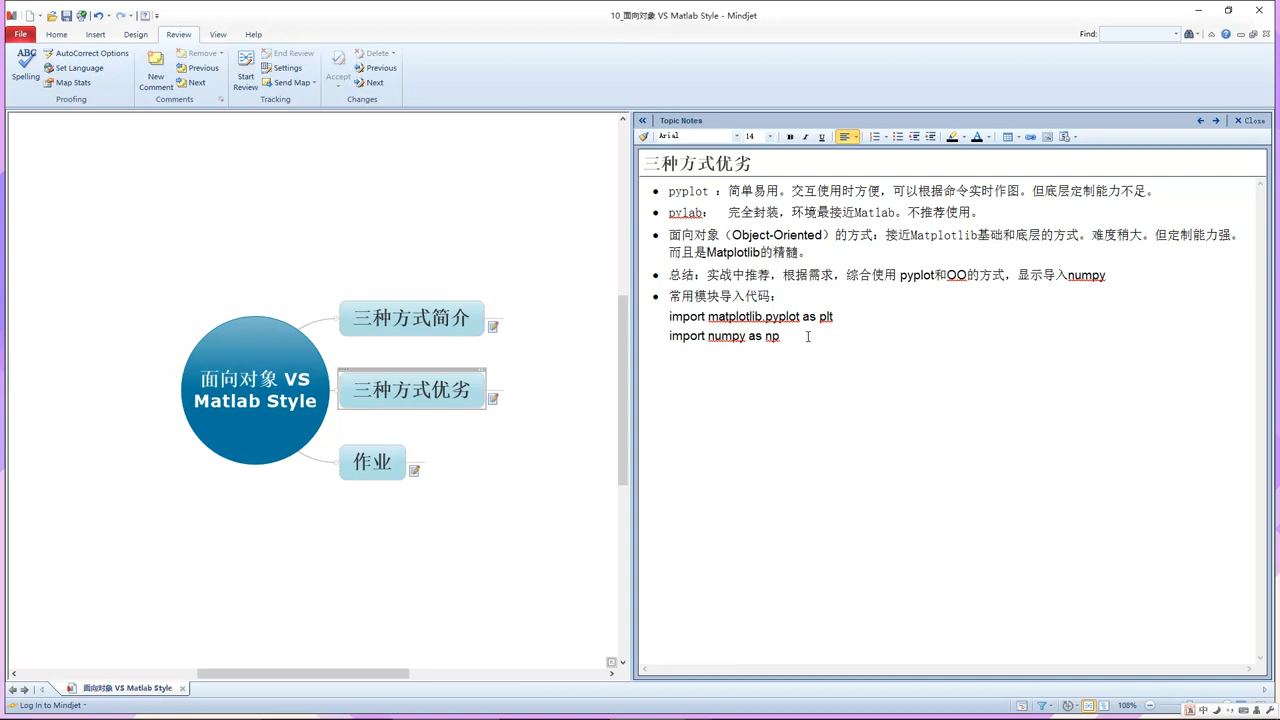 10_面向对象 VS Matlab Style - Mindjet
File Home Insert Design Review View Help
Find:
ABC
Spelling
AutoCorrect Options
Set Language
Map Stats
Proofing
New Comment
Remove
Previous
Next
Comments
Start Review
End Review
Settings
Send Map
Tracking
Accept
Delete
Previous
Next
Changes
面向对象 VS
Matlab Style
三种方式简介
三种方式优劣
作业
Topic Notes
Close
Arial
14
B I U
三种方式优劣
pyplot ：简单易用。交互使用时方便，可以根据命令实时作图。但底层定制能力不足。
pylab： 完全封装，环境最接近Matlab。不推荐使用。
面向对象（Object-Oriented）的方式：接近Matplotlib基础和底层的方式。难度稍大。但定制能力强。
而且是Matplotlib的精髓。
总结：实战中推荐，根据需求，综合使用 pyplot和OO的方式，显示导入numpy
常用模块导入代码：
import matplotlib.pyplot as plt
import numpy as np
面向对象 VS Matlab Style
Log In to Mindjet
108%
中